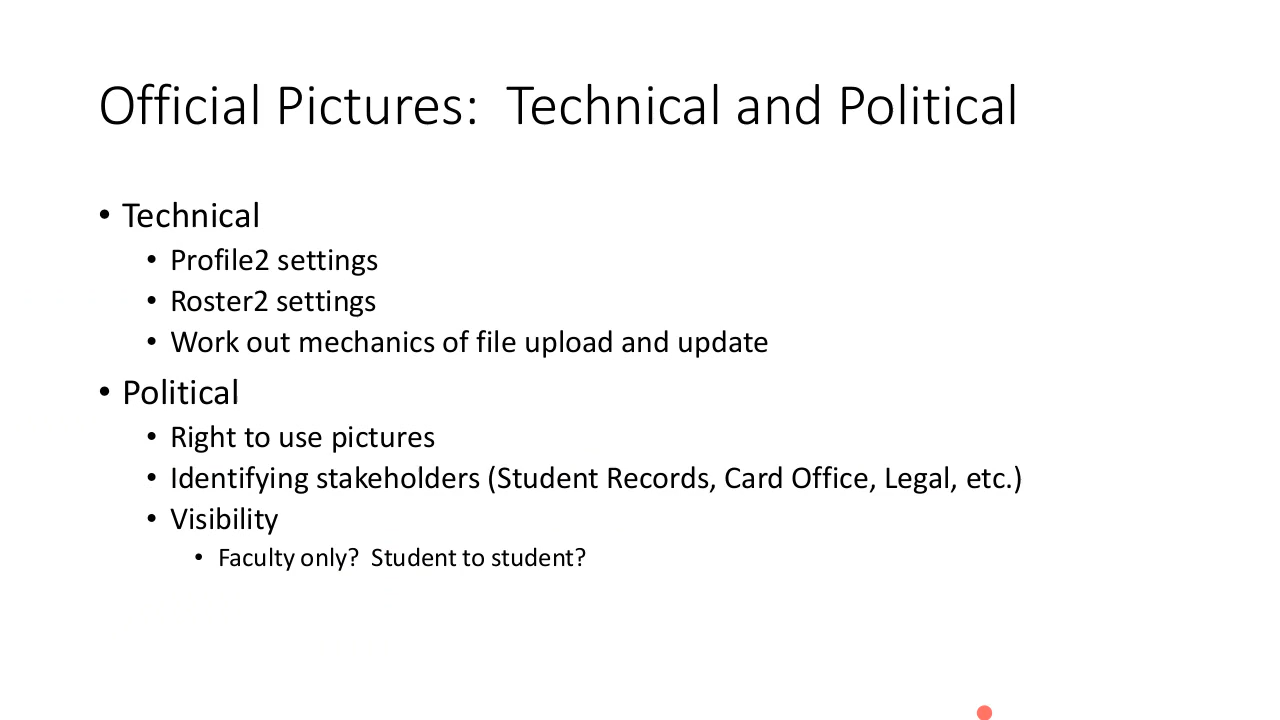 Official Pictures:  Technical and Political
• Technical
• Profile2 settings
• Roster2 settings
• Work out mechanics of file upload and update
• Political
• Right to use pictures
• Identifying stakeholders (Student Records, Card Office, Legal, etc.)
• Visibility
• Faculty only?  Student to student?